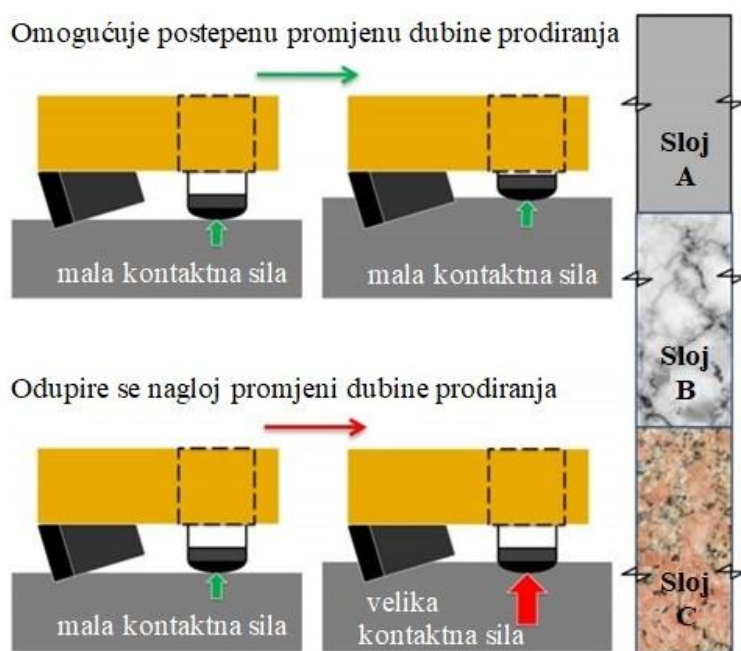 Omogućuje postepenu promjenu dubine prodiranja
mala kontaktna sila
mala kontaktna sila
Odupire se nagloj promjeni dubine prodiranja
mala kontaktna sila
velika
kontaktna sila
Sloj
A
Sloj
B
Sloj
C